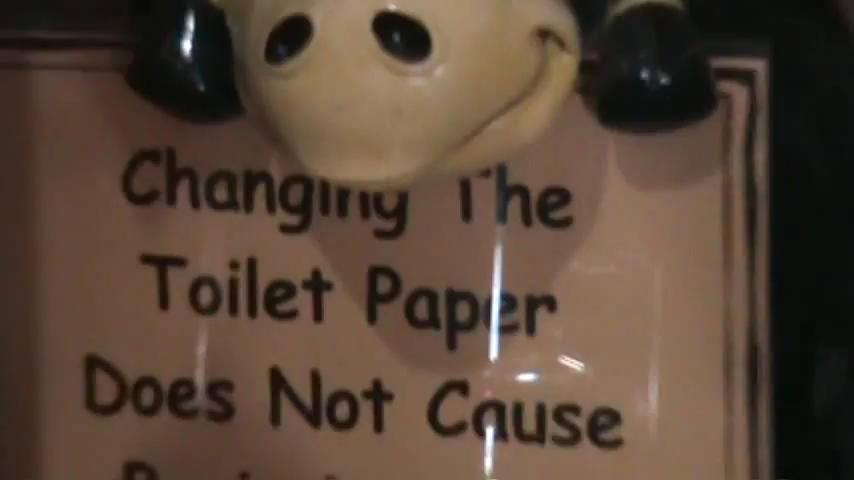 Changing The
Toilet Paper
Does Not Cause